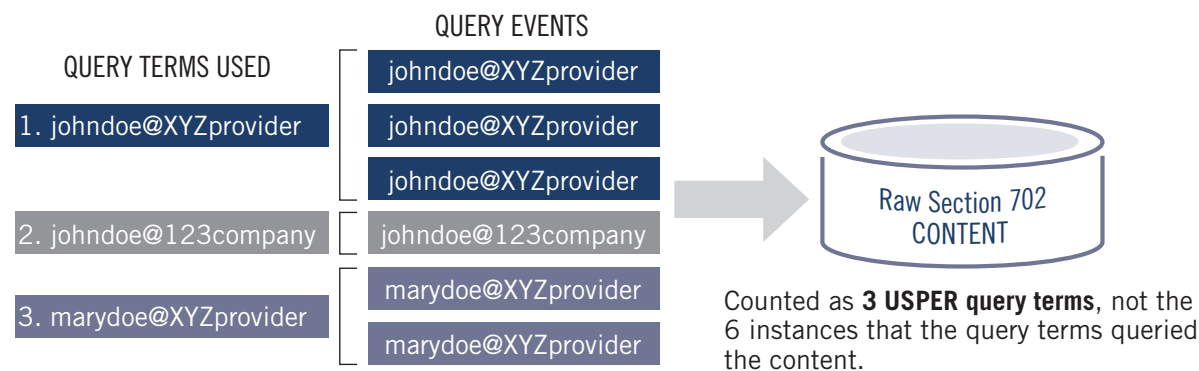 QUERY EVENTS
QUERY TERMS USED
johndoe@XYZprovider
1. johndoe@XYZprovider
johndoe@XYZprovider
johndoe@XYZprovider
2. johndoe@123company
johndoe@123company
3. marydoe@XYZprovider
marydoe@XYZprovider
marydoe@XYZprovider
Raw Section 702
CONTENT
Counted as 3 USPER query terms, not the
6 instances that the query terms queried
the content.